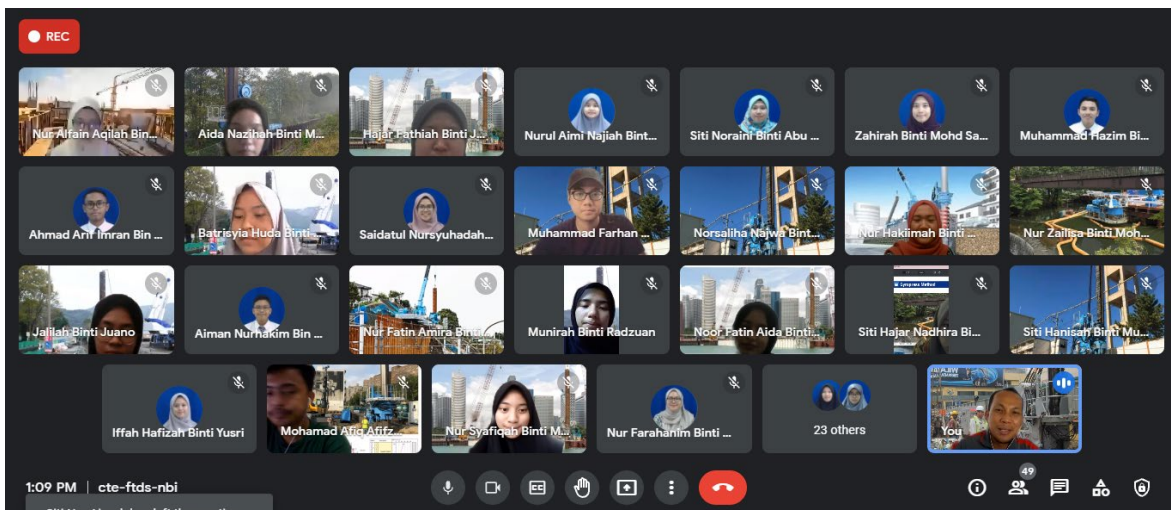 REC
Nur Alfain Aqilah Bin...
Aida Nazihah Binti M...
Hajar Fathiah Binti J...
Nurul Aimi Najiah Bint...
Siti Noraini Binti Abu ...
Zahirah Binti Mohd Sa...
Muhammad Hazim Bi...
Ahmad Arif Imran Bin ...
Batrisyia Huda Binti ...
Saidatul Nursyuhadah...
Muhammad Farhan ...
Norsaliha Najwa Bint...
Nur Hakiimah Binti ...
Nur Zailisa Binti Moh...
Jalilah Binti Juano
Aiman Nurhakim Bin ...
Nur Fatin Amira Binti...
Munirah Binti Radzuan
Noor Fatin Aida Binti...
Siti Hajar Nadhira Bi...
Siti Hanisah Binti Mu...
Iffah Hafizah Binti Yusri
Mohamad Afiq Afifz...
Nur Syafiqah Binti M...
Nur Farahanim Binti ...
23 others
You
1:09 PM | cte-ftds-nbi
49